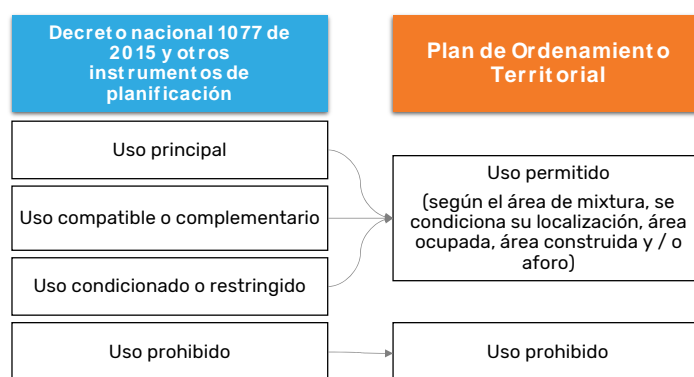 Decreto nacional 1077 de
2015 y otros
instrumentos de
planificación
Plan de Ordenamiento
Territorial
Uso principal
Uso compatible o complementario
Uso condicionado o restringido
Uso prohibido
Uso permitido
(según el área de mixtura, se
condiciona su localización, área
ocupada, área construida y / o
aforo)
Uso prohibido